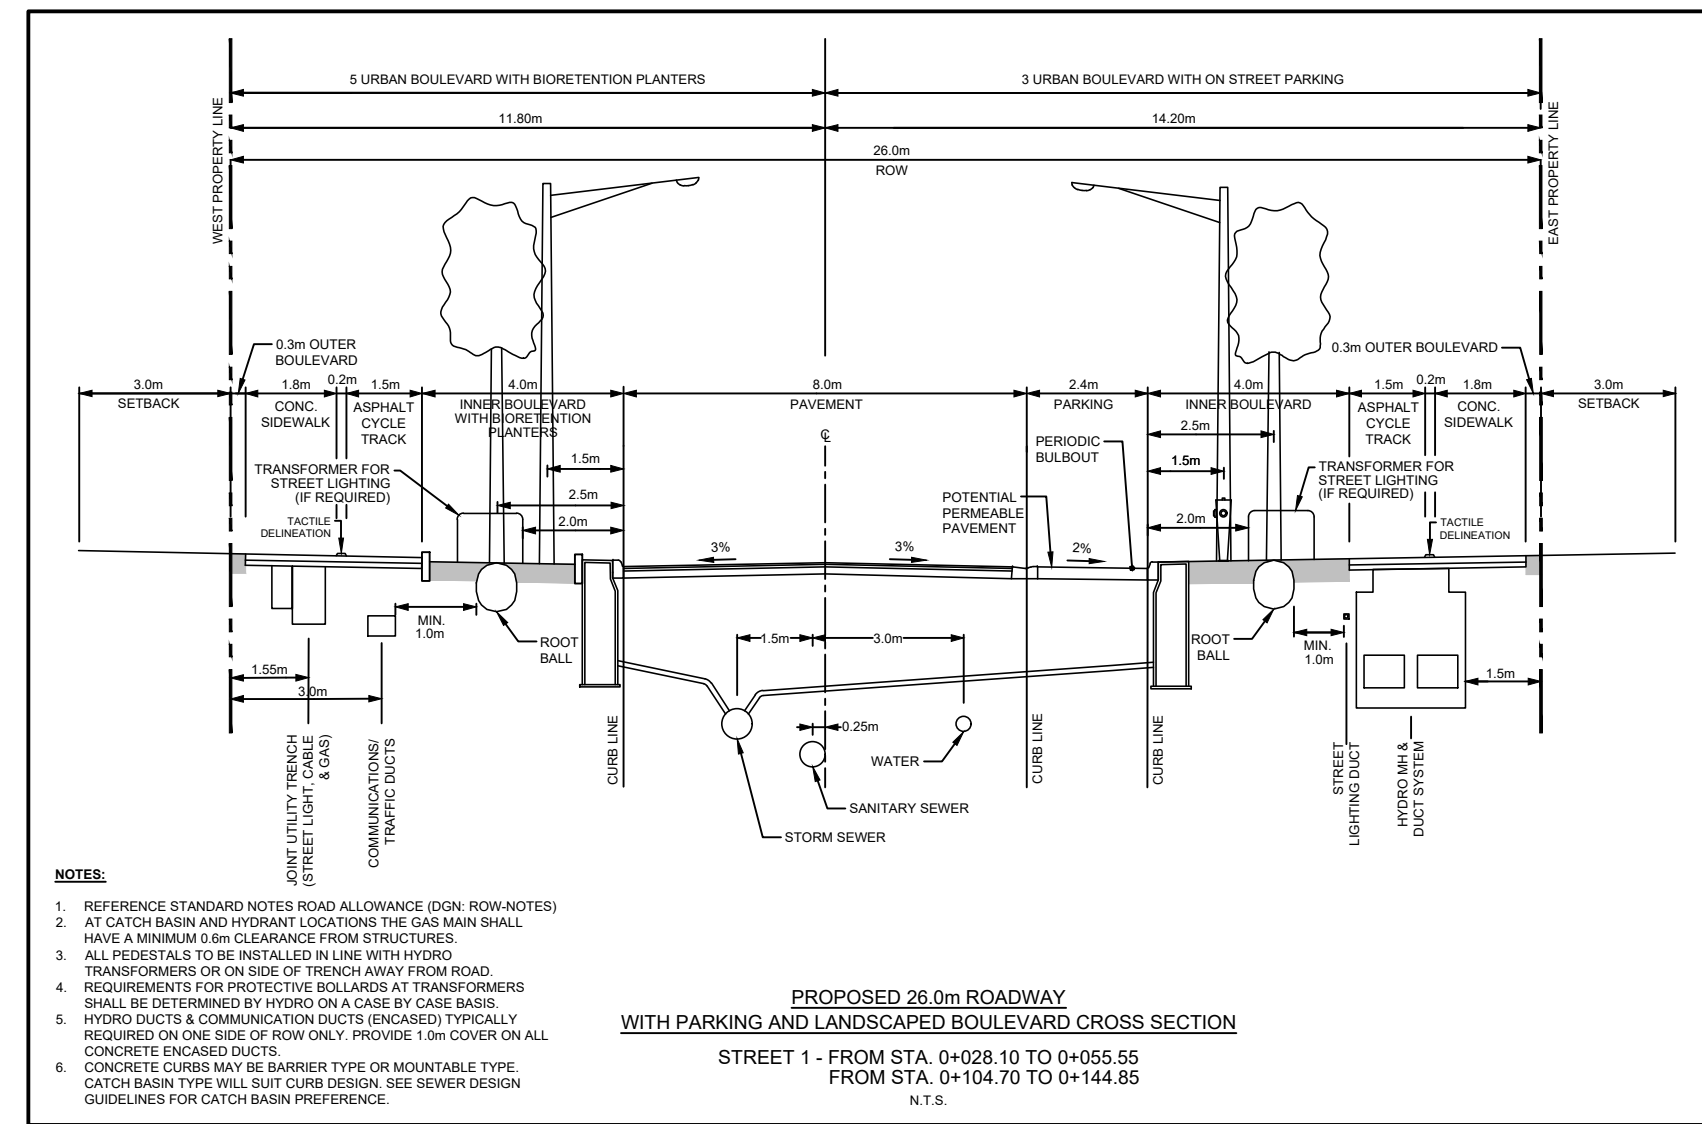 5 URBAN BOULEVARD WITH BIORETENTION PLANTERS
3 URBAN BOULEVARD WITH ON STREET PARKING
11.80m
14.20m
26.0m
ROW
WEST PROPERTY LINE
EAST PROPERTY LINE
0.3m OUTER
BOULEVARD
0.3m OUTER BOULEVARD
3.0m
SETBACK
1.8m
CONC.
SIDEWALK
0.2m
1.5m
ASPHALT
CYCLE
TRACK
4.0m
INNER BOULEVARD
WITH BIORETENTION
PLANTERS
8.0m
PAVEMENT
2.4m
PARKING
4.0m
INNER BOULEVARD
1.5m
ASPHALT
CYCLE
TRACK
0.2m
1.8m
CONC.
SIDEWALK
3.0m
SETBACK
℄
2.5m
PERIODIC
BULBOUT
1.5m
1.5m
TRANSFORMER FOR
STREET LIGHTING
(IF REQUIRED)
TRANSFORMER FOR
STREET LIGHTING
(IF REQUIRED)
2.5m
POTENTIAL
PERMEABLE
PAVEMENT
2.0m
2.0m
TACTILE
DELINEATION
TACTILE
DELINEATION
3%
3%
2%
MIN.
1.0m
ROOT
BALL
1.5m
3.0m
ROOT
BALL
MIN.
1.0m
1.55m
3.0m
1.5m
0.25m
WATER
SANITARY SEWER
STORM SEWER
JOINT UTILITY TRENCH
(STREET LIGHT, CABLE
& GAS)
COMMUNICATIONS/
TRAFFIC DUCTS
CURB LINE
CURB LINE
CURB LINE
STREET
LIGHTING DUCT
HYDRO MH &
DUCT SYSTEM
NOTES:
1. REFERENCE STANDARD NOTES ROAD ALLOWANCE (DGN: ROW-NOTES)
2. AT CATCH BASIN AND HYDRANT LOCATIONS THE GAS MAIN SHALL
HAVE A MINIMUM 0.6m CLEARANCE FROM STRUCTURES.
3. ALL PEDESTALS TO BE INSTALLED IN LINE WITH HYDRO
TRANSFORMERS OR ON SIDE OF TRENCH AWAY FROM ROAD.
4. REQUIREMENTS FOR PROTECTIVE BOLLARDS AT TRANSFORMERS
SHALL BE DETERMINED BY HYDRO ON A CASE BY CASE BASIS.
5. HYDRO DUCTS & COMMUNICATION DUCTS (ENCASED) TYPICALLY
REQUIRED ON ONE SIDE OF ROW ONLY. PROVIDE 1.0m COVER ON ALL
CONCRETE ENCASED DUCTS.
6. CONCRETE CURBS MAY BE BARRIER TYPE OR MOUNTABLE TYPE.
CATCH BASIN TYPE WILL SUIT CURB DESIGN. SEE SEWER DESIGN
GUIDELINES FOR CATCH BASIN PREFERENCE.
PROPOSED 26.0m ROADWAY
WITH PARKING AND LANDSCAPED BOULEVARD CROSS SECTION
STREET 1 - FROM STA. 0+028.10 TO 0+055.55
FROM STA. 0+104.70 TO 0+144.85
N.T.S.